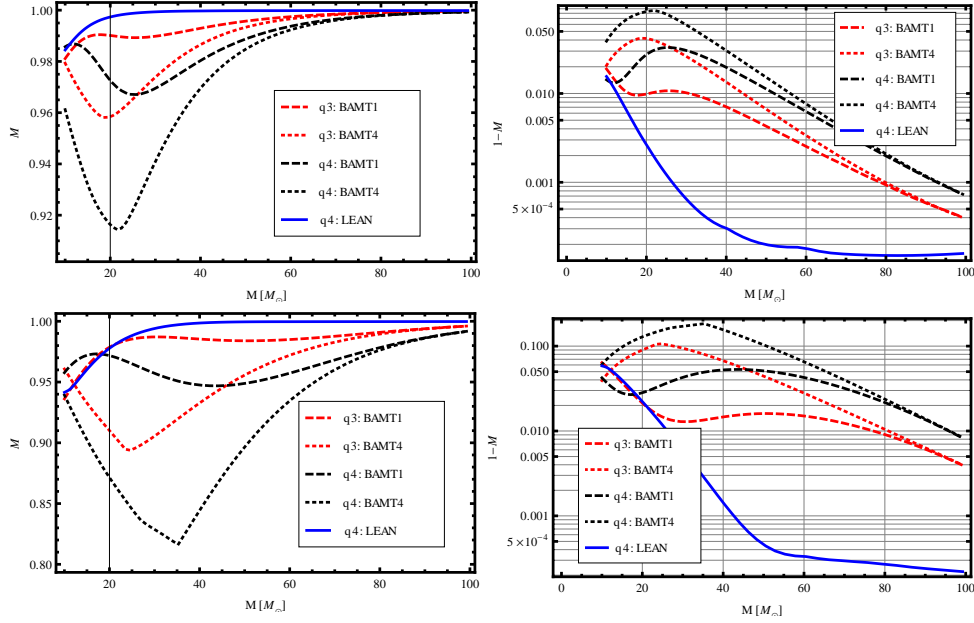 1.00
0.98
0.96
0.94
0.92
M
20
40
60
80
100
M [M⊙]
q3: BAMT1
q3: BAMT4
q4: BAMT1
q4: BAMT4
q4: LEAN
0.050
0.010
0.005
0.001
5×10⁻⁴
1−M
0
20
40
60
80
100
M [M⊙]
q3: BAMT1
q3: BAMT4
q4: BAMT1
q4: BAMT4
q4: LEAN
1.00
0.95
0.90
0.85
0.80
M
20
40
60
80
100
M [M⊙]
q3: BAMT1
q3: BAMT4
q4: BAMT1
q4: BAMT4
q4: LEAN
0.100
0.050
0.010
0.005
0.001
5×10⁻⁴
1−M
0
20
40
60
80
100
M [M⊙]
q3: BAMT1
q3: BAMT4
q4: BAMT1
q4: BAMT4
q4: LEAN